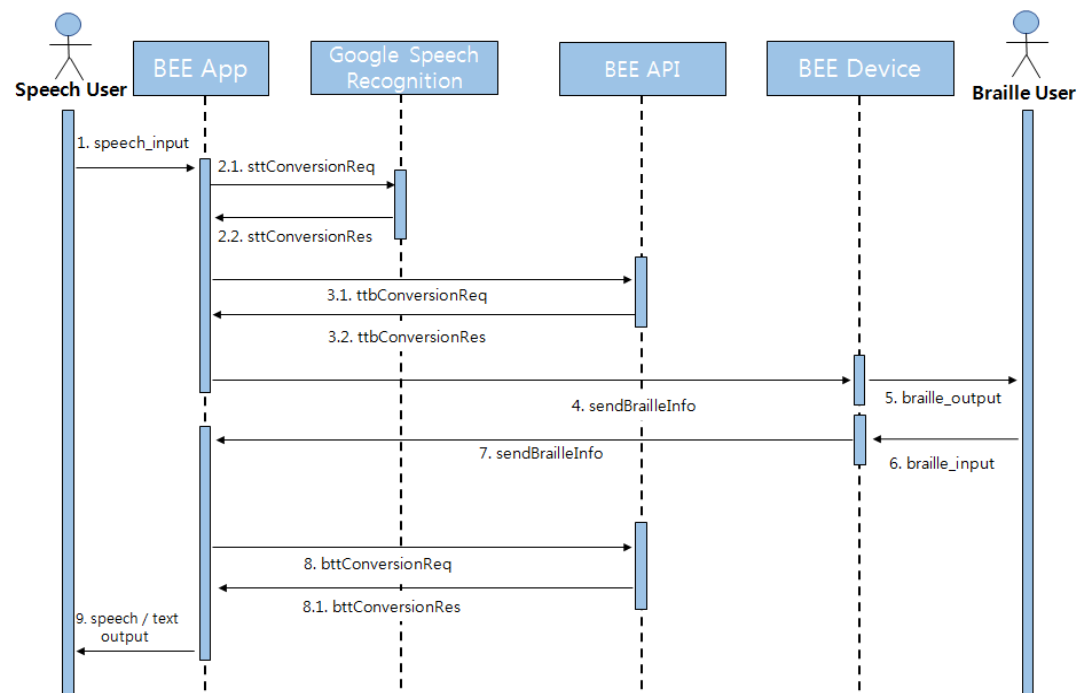 Speech User
BEE App
Google Speech
Recognition
BEE API
BEE Device
Braille User
1. speech_input
2.1. sttConversionReq
2.2. sttConversionRes
3.1. ttbConversionReq
3.2. ttbConversionRes
4. sendBrailleInfo
5. braille_output
7. sendBrailleInfo
6. braille_input
8. bttConversionReq
8.1. bttConversionRes
9. speech / text
output